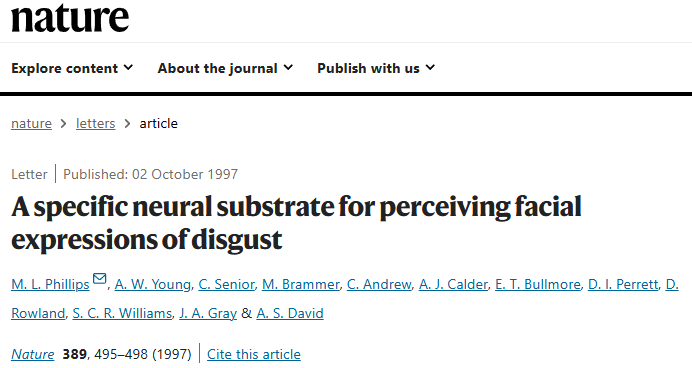 nature
Explore content About the journal Publish with us
nature > letters > article
Letter | Published: 02 October 1997
A specific neural substrate for perceiving facial
expressions of disgust
M. L. Phillips, A. W. Young, C. Senior, M. Brammer, C. Andrew, A. J. Calder, E. T. Bullmore, D. I. Perrett, D.
Rowland, S. C. R. Williams, J. A. Gray & A. S. David
Nature 389, 495–498 (1997) | Cite this article